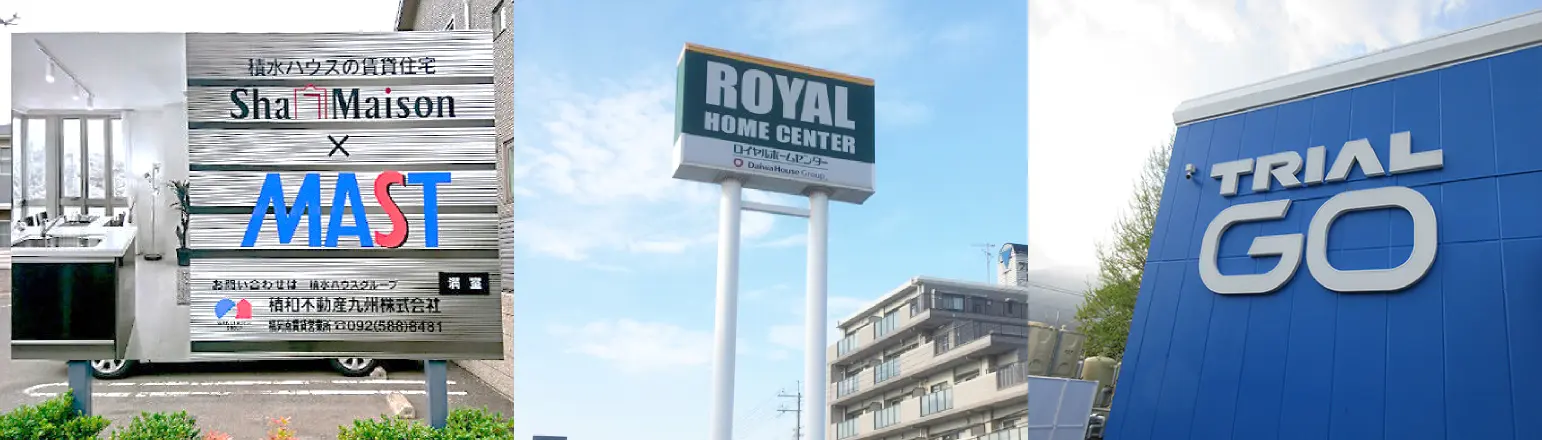 積水ハウスの賃貸住宅
Sha Maison
×
MAST
満室
お問い合わせは 積水ハウスグループ
積和不動産九州株式会社
☎092(588)8481
ROYAL
HOME CENTER
ロイヤルホームセンター
Daiwa House Group
TRIAL
GO